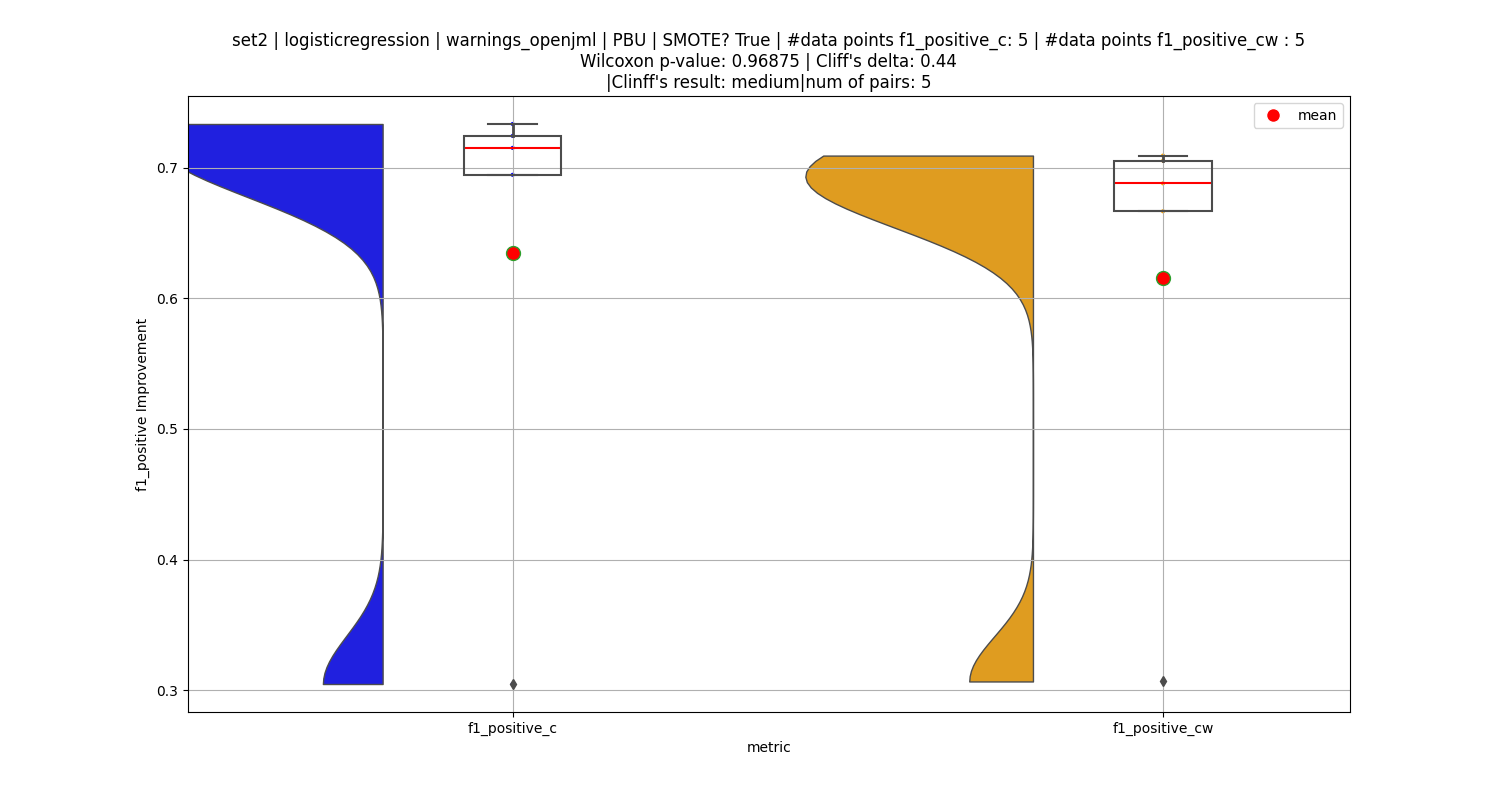 set2 | logisticregression | warnings_openjml | PBU | SMOTE? True | #data points f1_positive_c: 5 | #data points f1_positive_cw : 5
Wilcoxon p-value: 0.96875 | Cliff's delta: 0.44
|Clinff's result: medium|num of pairs: 5
mean
0.7
0.6
0.5
0.4
0.3
f1_positive Improvement
f1_positive_c
f1_positive_cw
metric